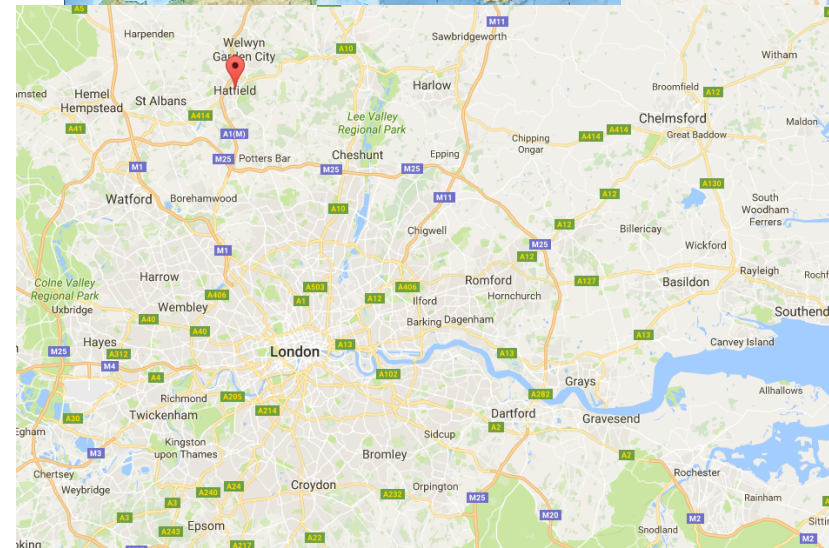 A5
M11
Harpenden
Welwyn
Garden City
A10
Sawbridgeworth
Witham
Hatfield
Hemel
Hempstead
St Albans
A414
Harlow
Broomfield
A12
Lee Valley
Regional Park
Chelmsford
Great Baddow
Maldon
A41
A1(M)
A414
A414
Chipping
Ongar
M1
M25
Potters Bar
Cheshunt
Epping
M25
M25
A130
Watford
Borehamwood
M11
A12
South
Woodham
Ferrers
A10
A12
Chigwell
Billericay
M1
M25
Wickford
A12
Colne Valley
Regional Park
Harrow
A503
A406
Romford
A127
Basildon
Rayleigh
Uxbridge
Wembley
A406
A1
A12
Ilford
Hornchurch
A40
A40
Barking
Dagenham
Southend
Hayes
A312
M25
London
A13
A13
A13
Canvey Island
M4
A4
A102
Grays
Allhallows
Richmond
A205
A282
Twickenham
A214
Dartford
Gravesend
A30
A2
Egham
Kingston
upon Thames
Sidcup
M3
Bromley
A2
Chertsey
Rochester
Weybridge
A240
A24
Croydon
A232
Orpington
M25
Rainham
A3
A3
M20
M2
A243
Epsom
A22
Snodland
A217
M2